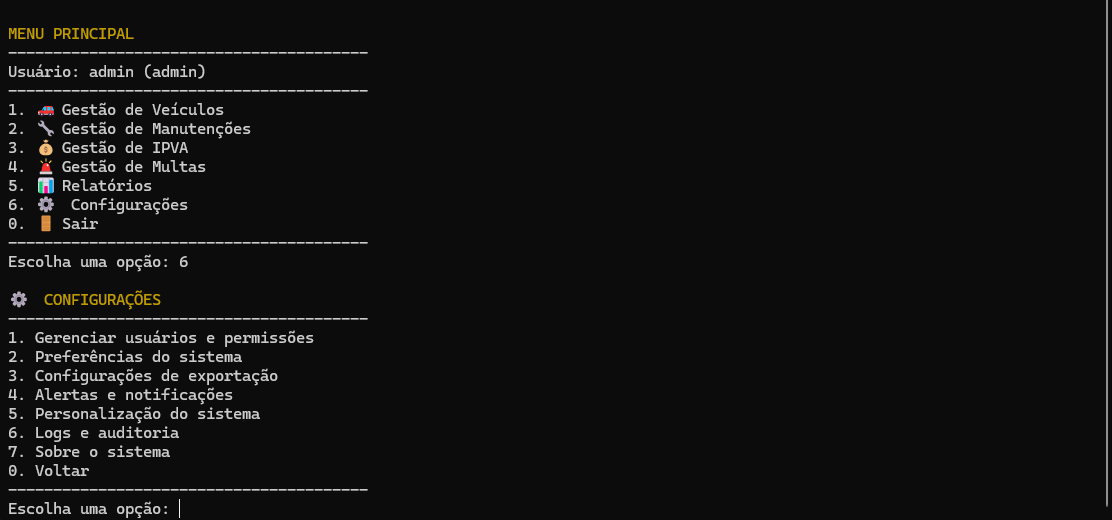 MENU PRINCIPAL
----------------------------------------
Usuário: admin (admin)
----------------------------------------
1. 🚗 Gestão de Veículos
2. 🔧 Gestão de Manutenções
3. 💰 Gestão de IPVA
4. 🚨 Gestão de Multas
5. 📊 Relatórios
6. ⚙️  Configurações
0. 🚪 Sair
----------------------------------------
Escolha uma opção: 6
⚙️  CONFIGURAÇÕES
----------------------------------------
1. Gerenciar usuários e permissões
2. Preferências do sistema
3. Configurações de exportação
4. Alertas e notificações
5. Personalização do sistema
6. Logs e auditoria
7. Sobre o sistema
0. Voltar
----------------------------------------
Escolha uma opção: